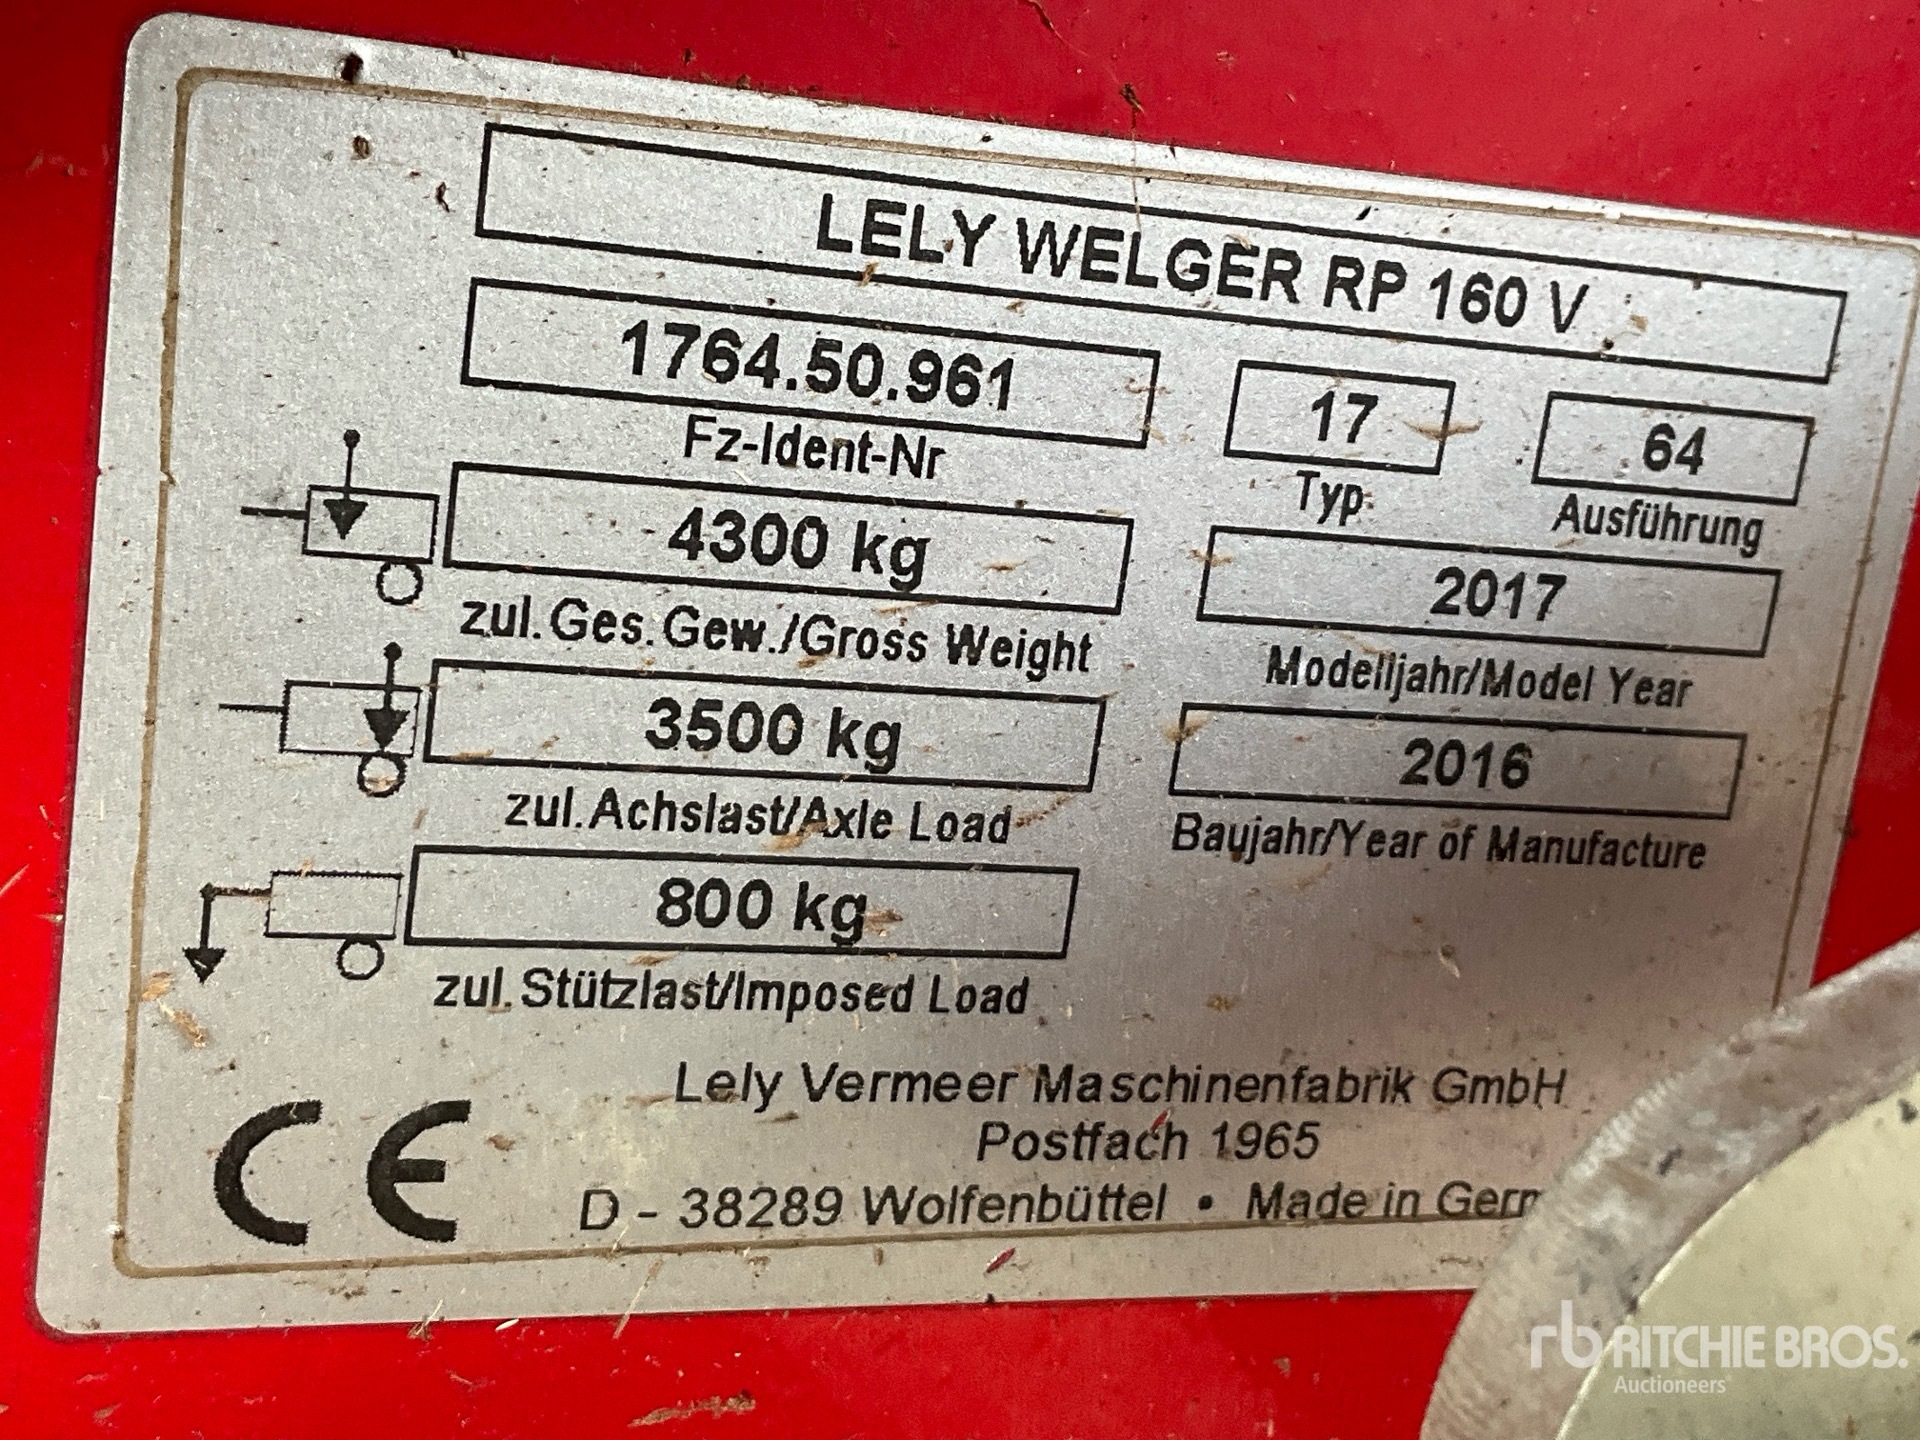 LELY WELGER RP 160 V
1764.50.961
Fz-Ident-Nr
17
Typ
64
Ausführung
4300 kg
zul.Ges.Gew./Gross Weight
2017
Modelljahr/Model Year
3500 kg
zul.Achslast/Axle Load
2016
Baujahr/Year of Manufacture
800 kg
zul.Stützlast/Imposed Load
CE
Lely Vermeer Maschinenfabrik GmbH
Postfach 1965
D - 38289 Wolfenbüttel • Made in
rb RITCHIE BROS.
Auctioneers